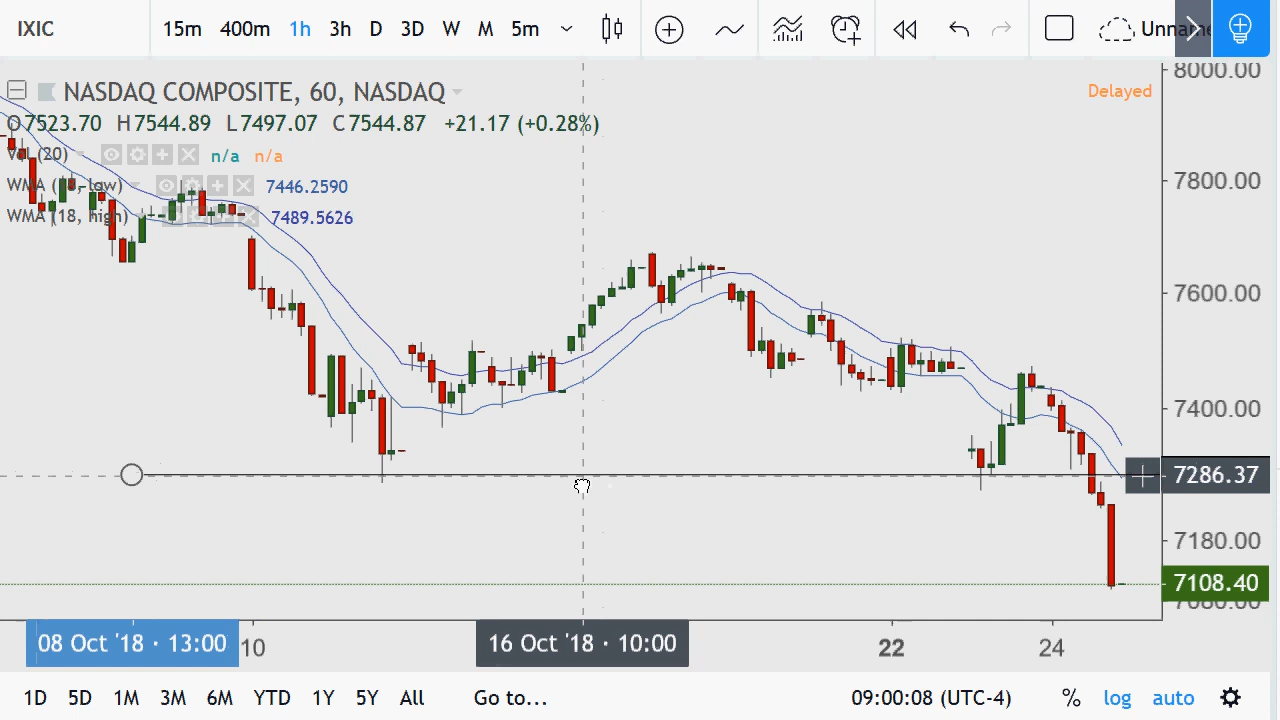 IXIC 15m 400m 1h 3h D 3D W M 5m
8000.00
NASDAQ COMPOSITE, 60, NASDAQ Delayed
O7523.70 H7544.89 L7497.07 C7544.87 +21.17 (+0.28%)
Vol (20) n/a n/a
7800.00
WMA 7446.2590
WMA (18, high) 7489.5626
7600.00
7400.00
7286.37
7180.00
7108.40
08 Oct '18 · 13:00 10 16 Oct '18 · 10:00 22 24
1D 5D 1M 3M 6M YTD 1Y 5Y All Go to... 09:00:08 (UTC-4) % log auto